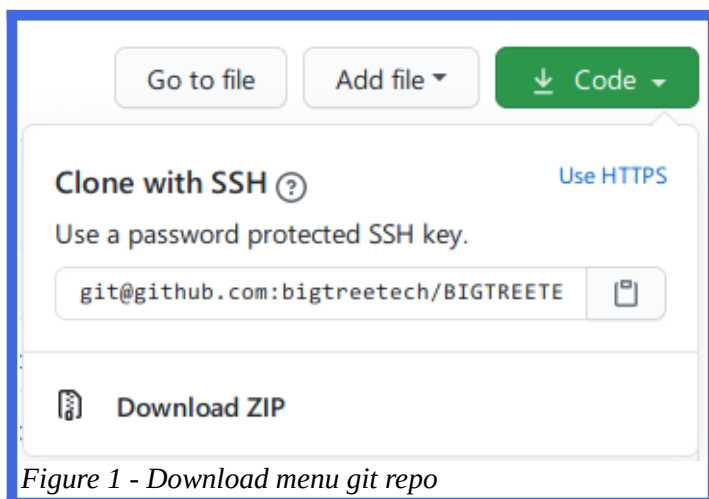 Go to file
Add file
Code
Clone with SSH
Use HTTPS
Use a password protected SSH key.
git@github.com:bigtreetech/BIGTREETE
Download ZIP
Figure 1 - Download menu git repo